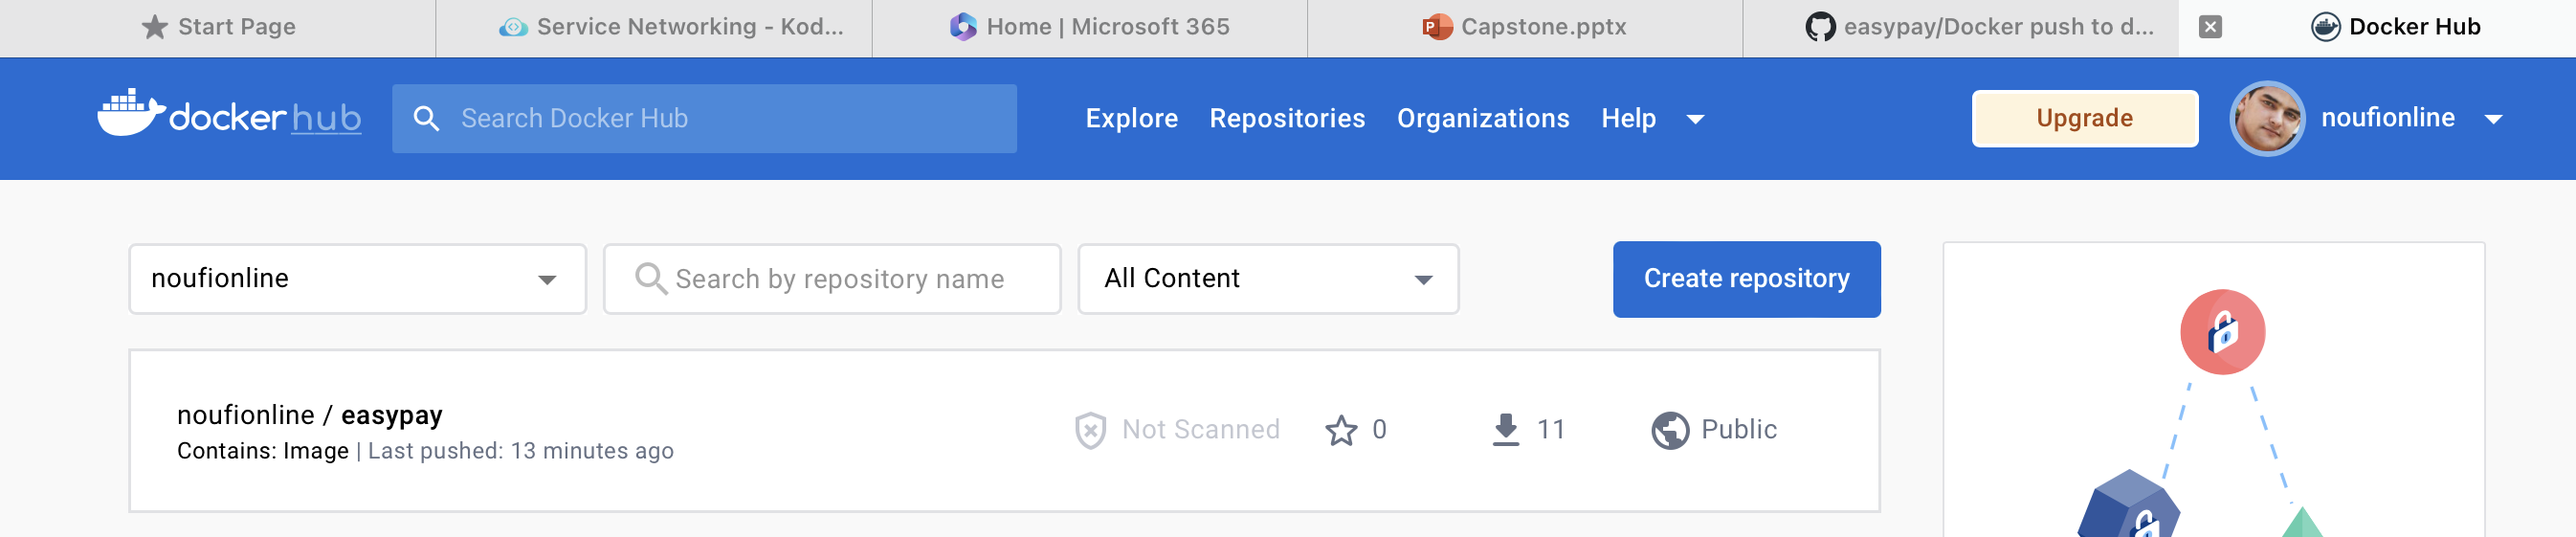 Start Page
Service Networking - Kod...
Home | Microsoft 365
Capstone.pptx
easypay/Docker push to d...
Docker Hub
dockerhub
Search Docker Hub
Explore
Repositories
Organizations
Help
Upgrade
noufionline
noufionline
Search by repository name
All Content
Create repository
noufionline / easypay
Contains: Image | Last pushed: 13 minutes ago
Not Scanned
0
11
Public